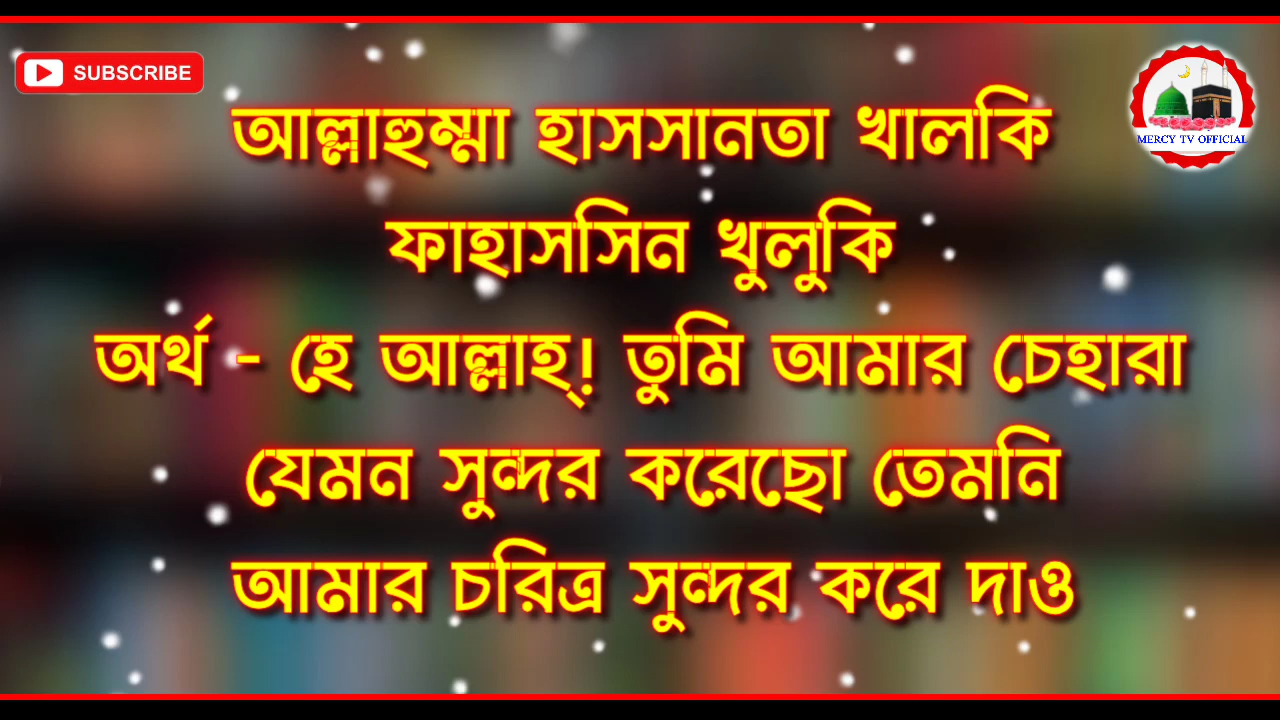 SUBSCRIBE
MERCY TV OFFICIAL
আল্লাহুম্মা হাসসানতা খালকি
ফাহাসসিন খুলুকি
অর্থ - হে আল্লাহ্! তুমি আমার চেহারা
যেমন সুন্দর করেছো তেমনি
আমার চরিত্র সুন্দর করে দাও